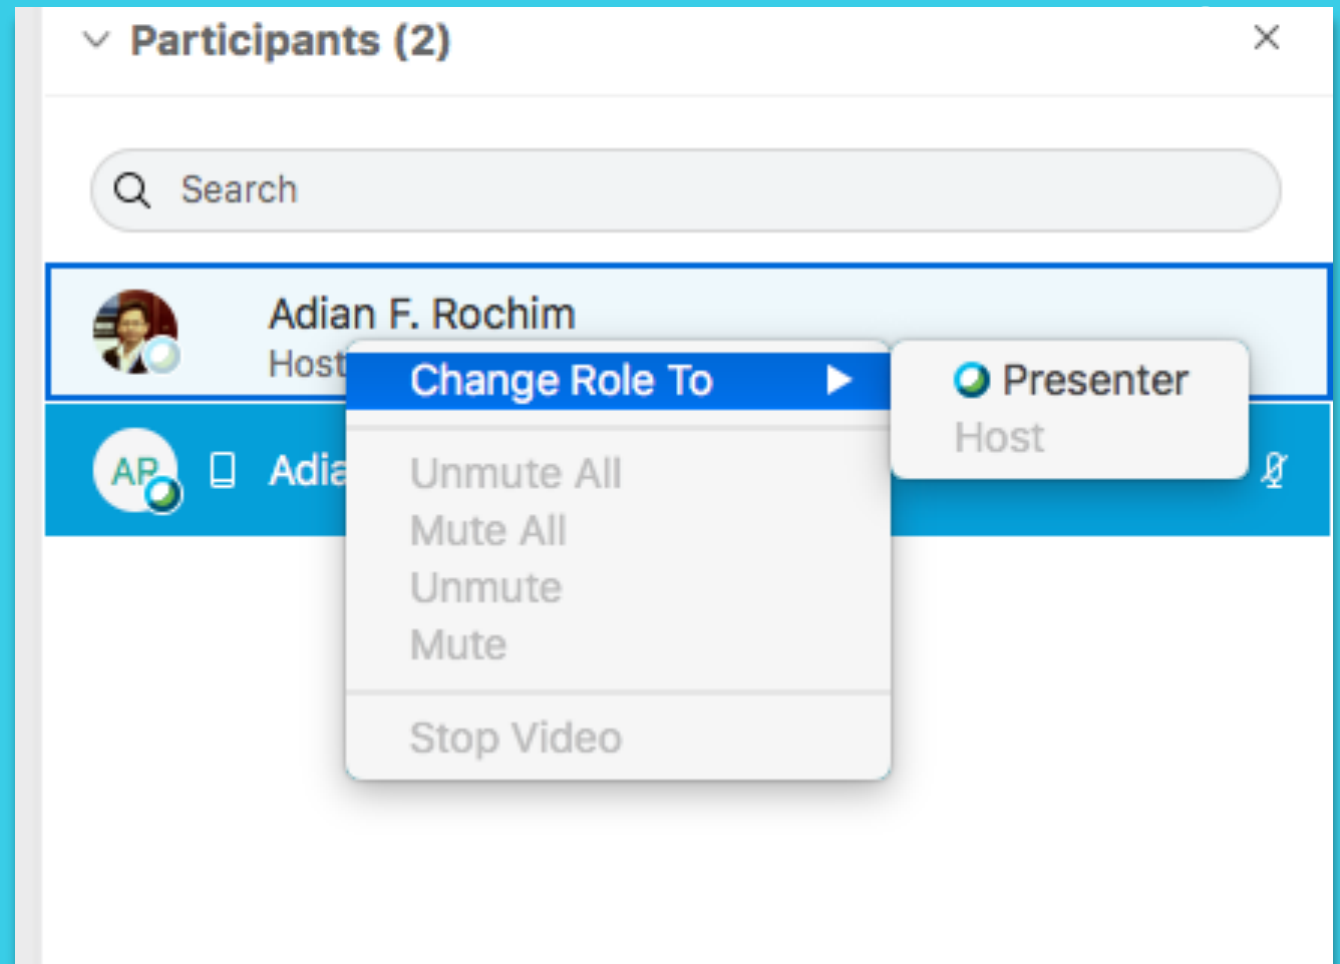 Participants (2)
Search
Adian F. Rochim
Host
Change Role To
Presenter
Host
AP
Adia
Unmute All
Mute All
Unmute
Mute
Stop Video